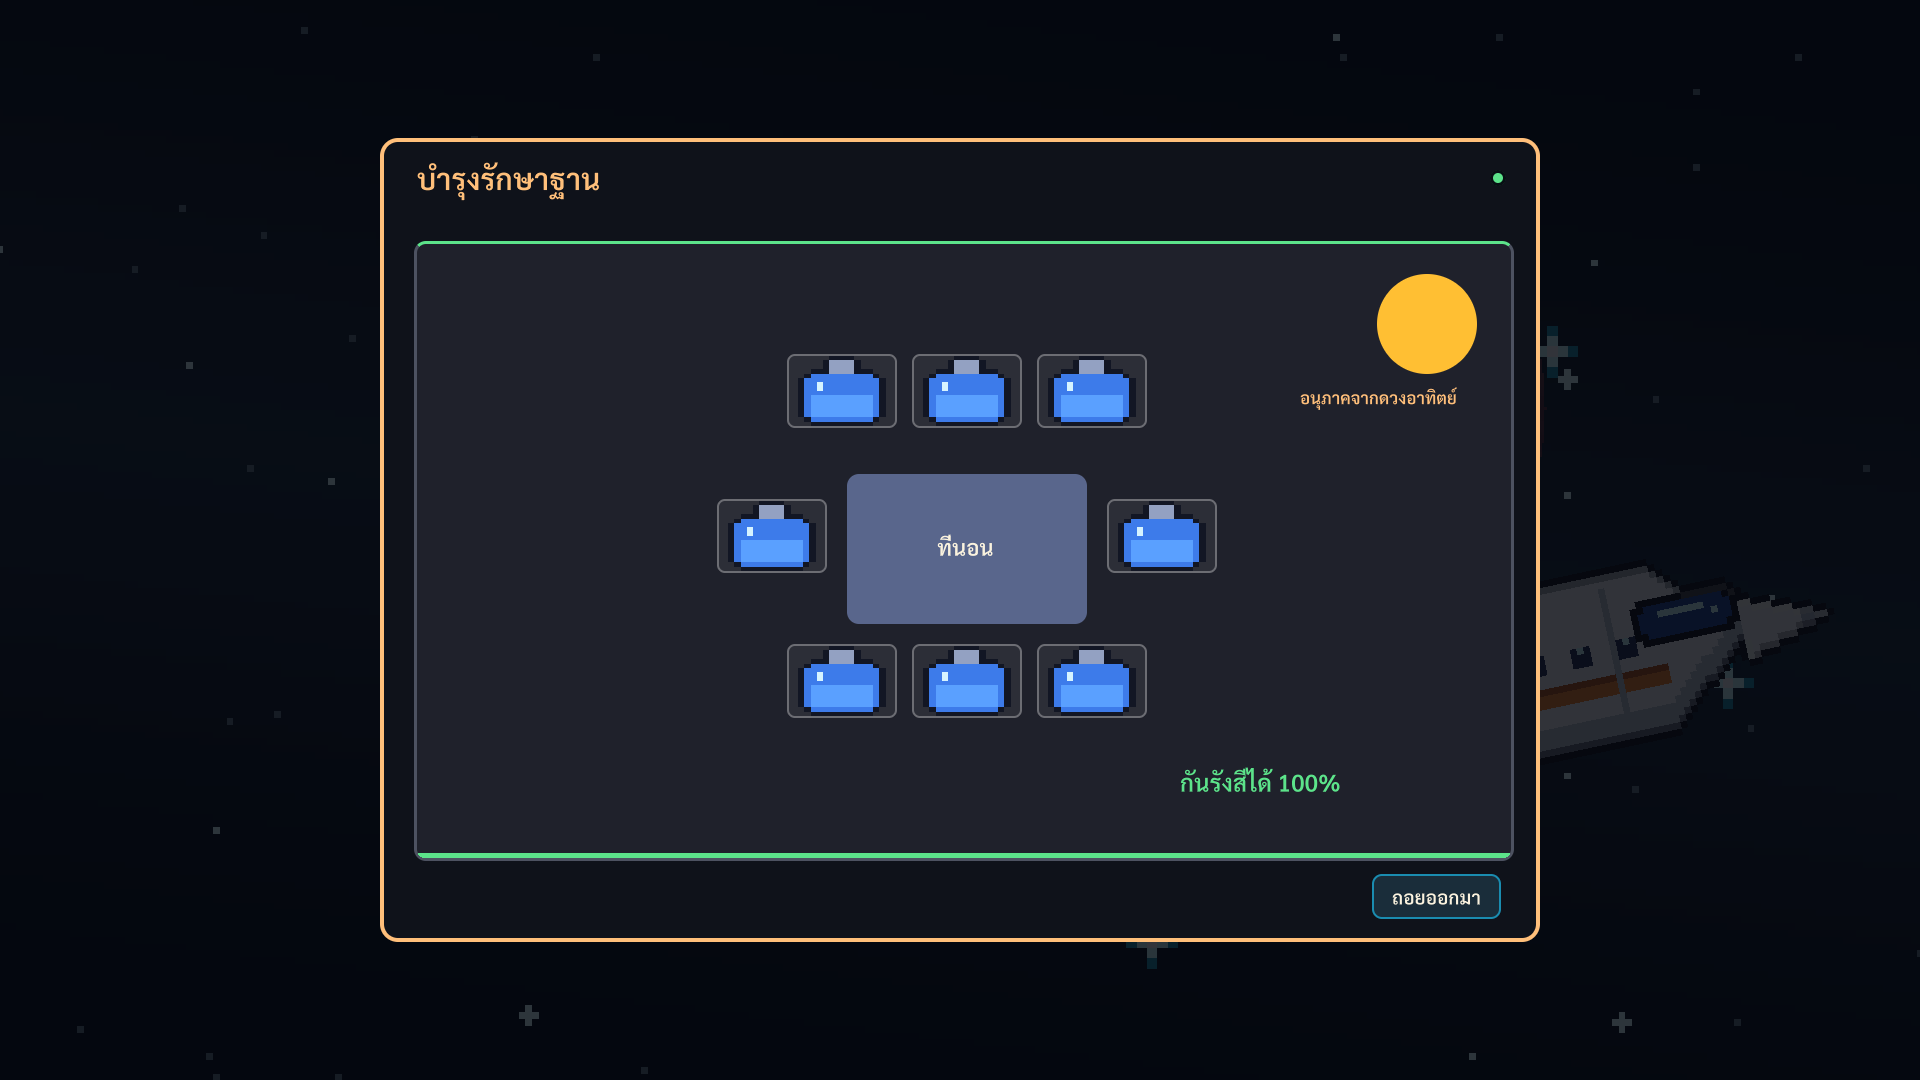 บำรุงรักษาฐาน
อนุภาคจากดวงอาทิตย์
ที่นอน
กันรังสีได้ 100%
ถอยออกมา